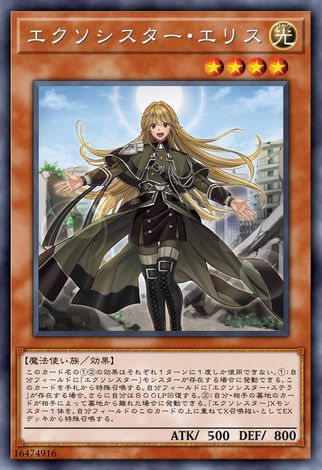 エクソシスター・エリス
光
【魔法使い族／効果】
このカード名の①②の効果はそれぞれ１ターンに１度しか使用できない。①：自
分フィールドに「エクソシスター」モンスターが存在する場合に発動できる。こ
のカードを手札から特殊召喚する。自分フィールドに「エクソシスター・ステラ」
が存在する場合、さらに自分は８００LP回復する。②：自分・相手の墓地のカー
ドが相手によって墓地から離れた場合に発動できる。「エクソシスター」Xモン
スター１体を、自分フィールドのこのカードの上に重ねてX召喚扱いとしてEX
デッキから特殊召喚する。
ATK/ 500 DEF/ 800
16474916